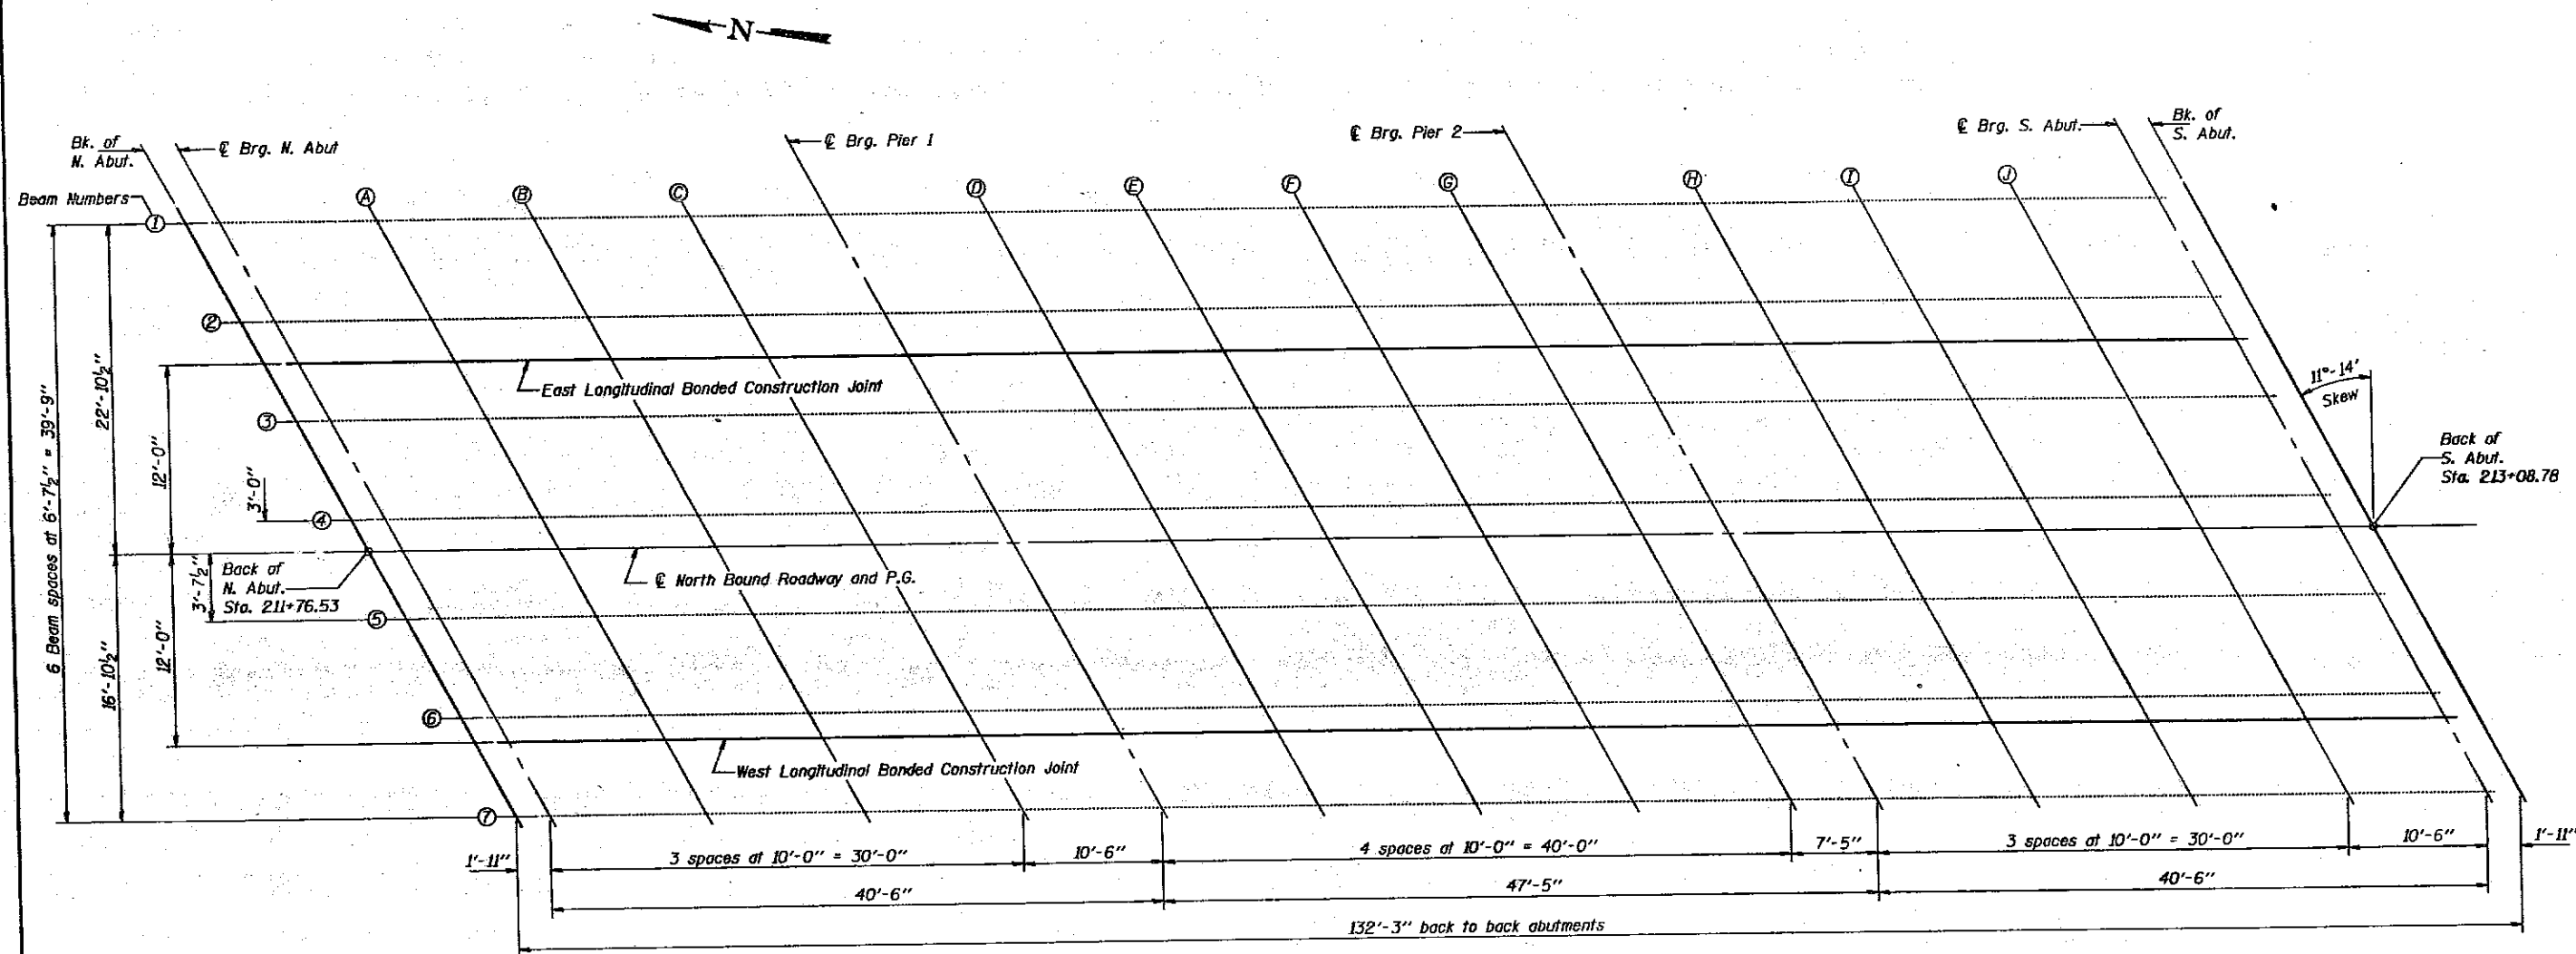 N
Bk. of
N. Abut.
℄ Brg. N. Abut
℄ Brg. Pier 1
℄ Brg. Pier 2
℄ Brg. S. Abut.
Bk. of
S. Abut.
Beam Numbers
A
B
C
D
E
F
G
H
I
J
1
2
3
4
5
6
7
6 Beam spaces at 6'-7½" = 39'-9"
22'-10½"
16'-10½"
12'-0"
12'-0"
3'-0"
3'-7½"
East Longitudinal Bonded Construction Joint
11°-14'
Skew
Back of
S. Abut.
Sta. 213+08.78
Back of
N. Abut.
Sta. 211+76.53
℄ North Bound Roadway and P.G.
West Longitudinal Bonded Construction Joint
1'-11"
3 spaces at 10'-0" = 30'-0"
10'-6"
4 spaces at 10'-0" = 40'-0"
7'-5"
3 spaces at 10'-0" = 30'-0"
10'-6"
1'-11"
40'-6"
47'-5"
40'-6"
132'-3" back to back abutments